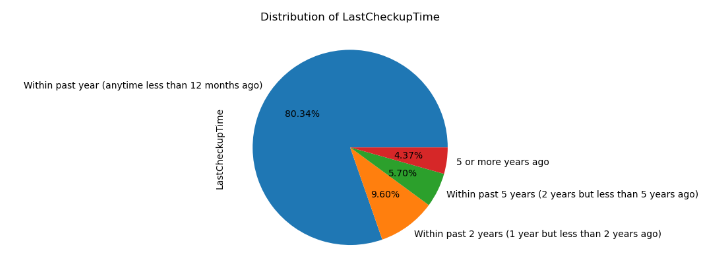 Distribution of LastCheckupTime
Within past year (anytime less than 12 months ago)
80.34%
LastCheckupTime
4.37%
5 or more years ago
5.70%
Within past 5 years (2 years but less than 5 years ago)
9.60%
Within past 2 years (1 year but less than 2 years ago)